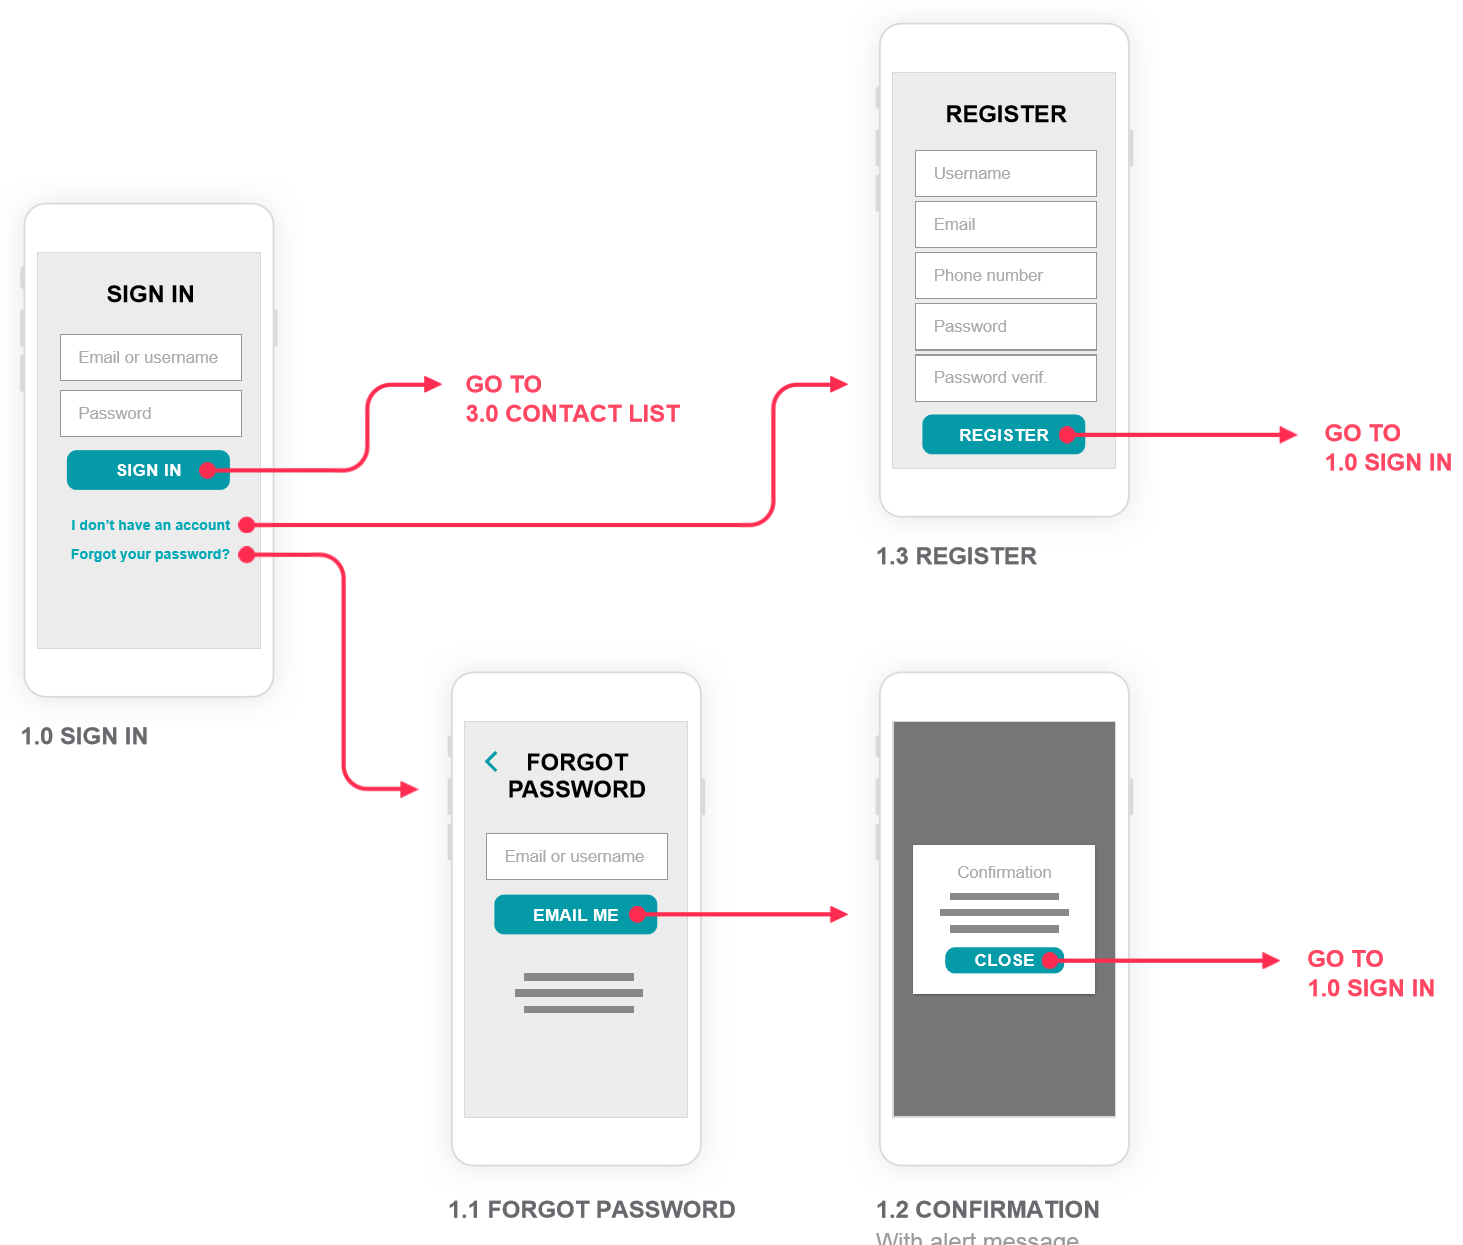 SIGN IN
Email or username
Password
SIGN IN
I don't have an account
Forgot your password?
1.0 SIGN IN
GO TO
3.0 CONTACT LIST
REGISTER
Username
Email
Phone number
Password
Password verif.
REGISTER
1.3 REGISTER
GO TO
1.0 SIGN IN
FORGOT
PASSWORD
Email or username
EMAIL ME
1.1 FORGOT PASSWORD
Confirmation
CLOSE
1.2 CONFIRMATION
With alert message
GO TO
1.0 SIGN IN